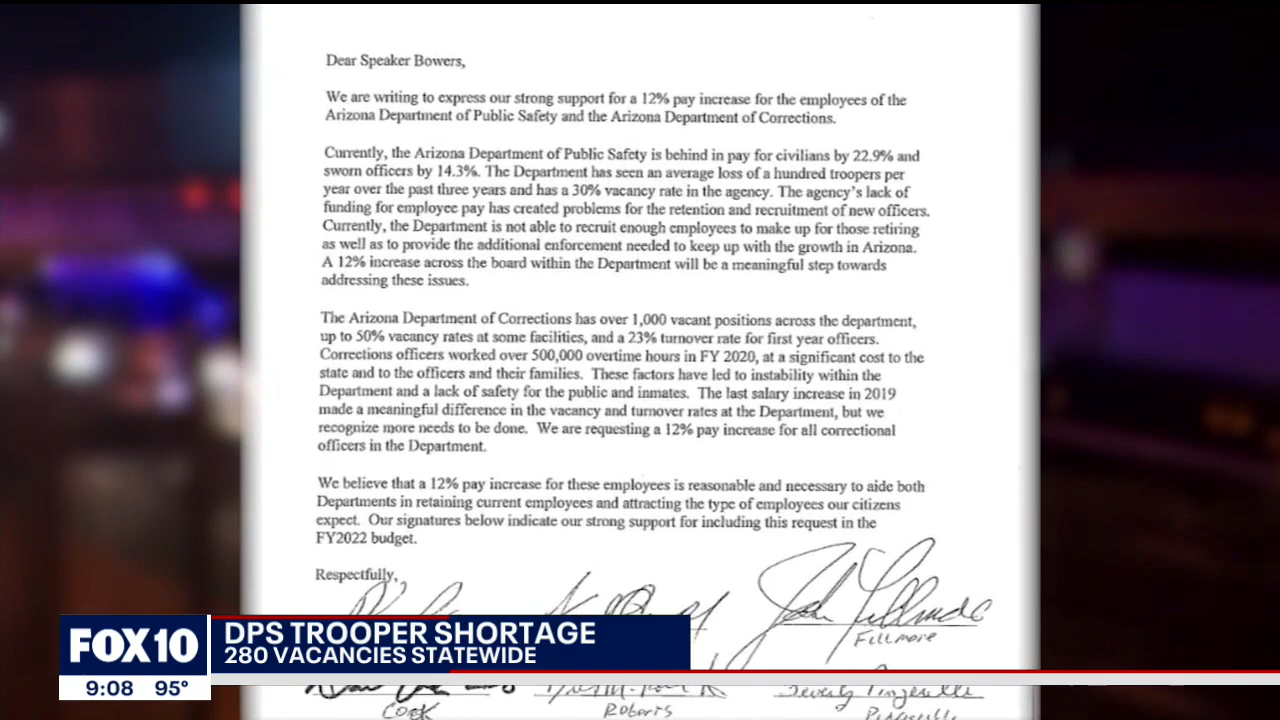 Dear Speaker Bowers,
We are writing to express our strong support for a 12% pay increase for the employees of the
Arizona Department of Public Safety and the Arizona Department of Corrections.
Currently, the Arizona Department of Public Safety is behind in pay for civilians by 22.9% and
sworn officers by 14.3%. The Department has seen an average loss of a hundred troopers per
year over the past three years and has a 30% vacancy rate in the agency. The agency's lack of
funding for employee pay has created problems for the retention and recruitment of new officers.
Currently, the Department is not able to recruit enough employees to make up for those retiring
as well as to provide the additional enforcement needed to keep up with the growth in Arizona.
A 12% increase across the board within the Department will be a meaningful step towards
addressing these issues.
The Arizona Department of Corrections has over 1,000 vacant positions across the department,
up to 50% vacancy rates at some facilities, and a 23% turnover rate for first year officers.
Corrections officers worked over 500,000 overtime hours in FY 2020, at a significant cost to the
state and to the officers and their families. These factors have led to instability within the
Department and a lack of safety for the public and inmates. The last salary increase in 2019
made a meaningful difference in the vacancy and turnover rates at the Department, but we
recognize more needs to be done. We are requesting a 12% pay increase for all correctional
officers in the Department.
We believe that a 12% pay increase for these employees is reasonable and necessary to aide both
Departments in retaining current employees and attracting the type of employees our citizens
expect. Our signatures below indicate our strong support for including this request in the
FY2022 budget.
Respectfully,
John Fillmore
Fillmore
FOX10
DPS TROOPER SHORTAGE
280 VACANCIES STATEWIDE
9:08 95°
Cook
Roberts